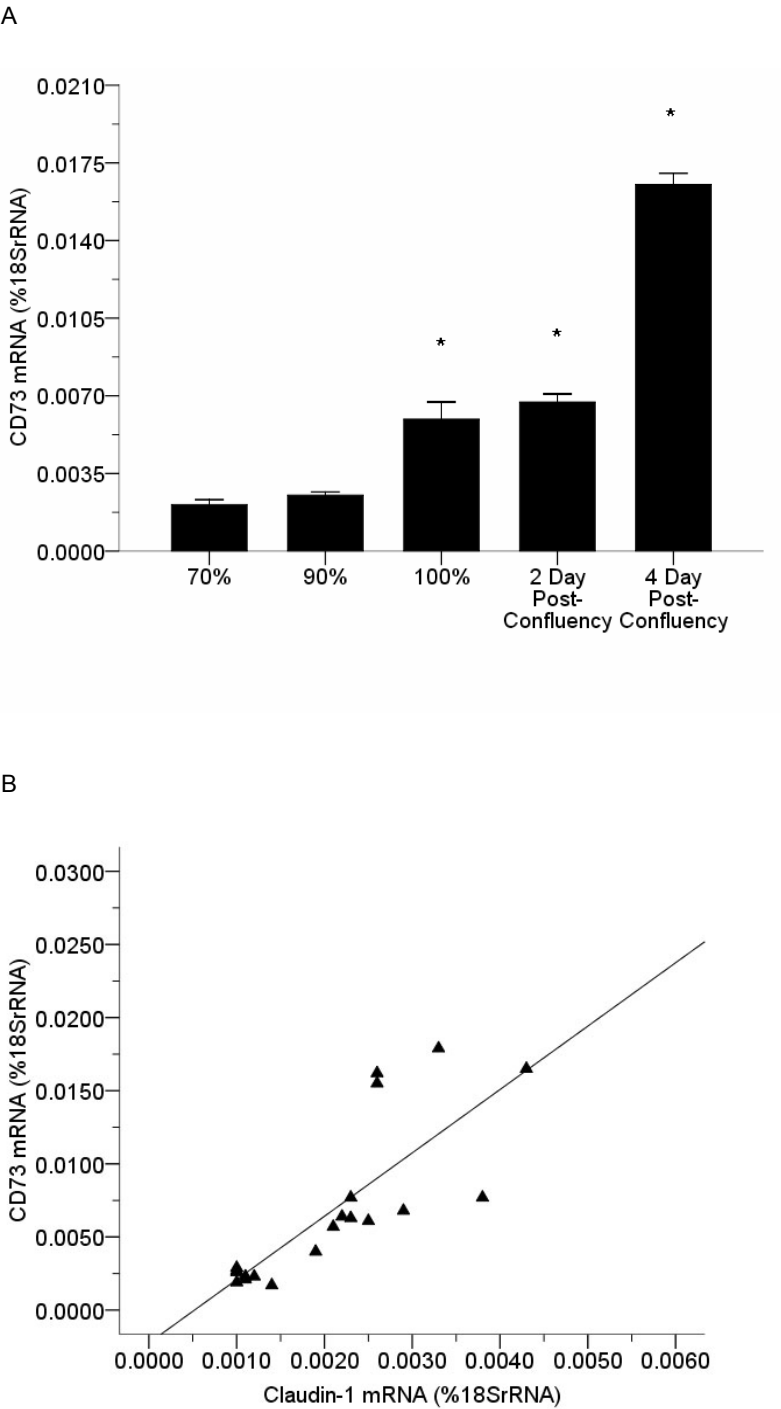 A
0.0210
0.0175
0.0140
0.0105
0.0070
0.0035
0.0000
CD73 mRNA (%18SrRNA)
*
*
*
70%
90%
100%
2 Day
Post-
Confluency
4 Day
Post-
Confluency
B
0.0300
0.0250
0.0200
0.0150
0.0100
0.0050
0.0000
CD73 mRNA (%18SrRNA)
0.0000 0.0010 0.0020 0.0030 0.0040 0.0050 0.0060
Claudin-1 mRNA (%18SrRNA)